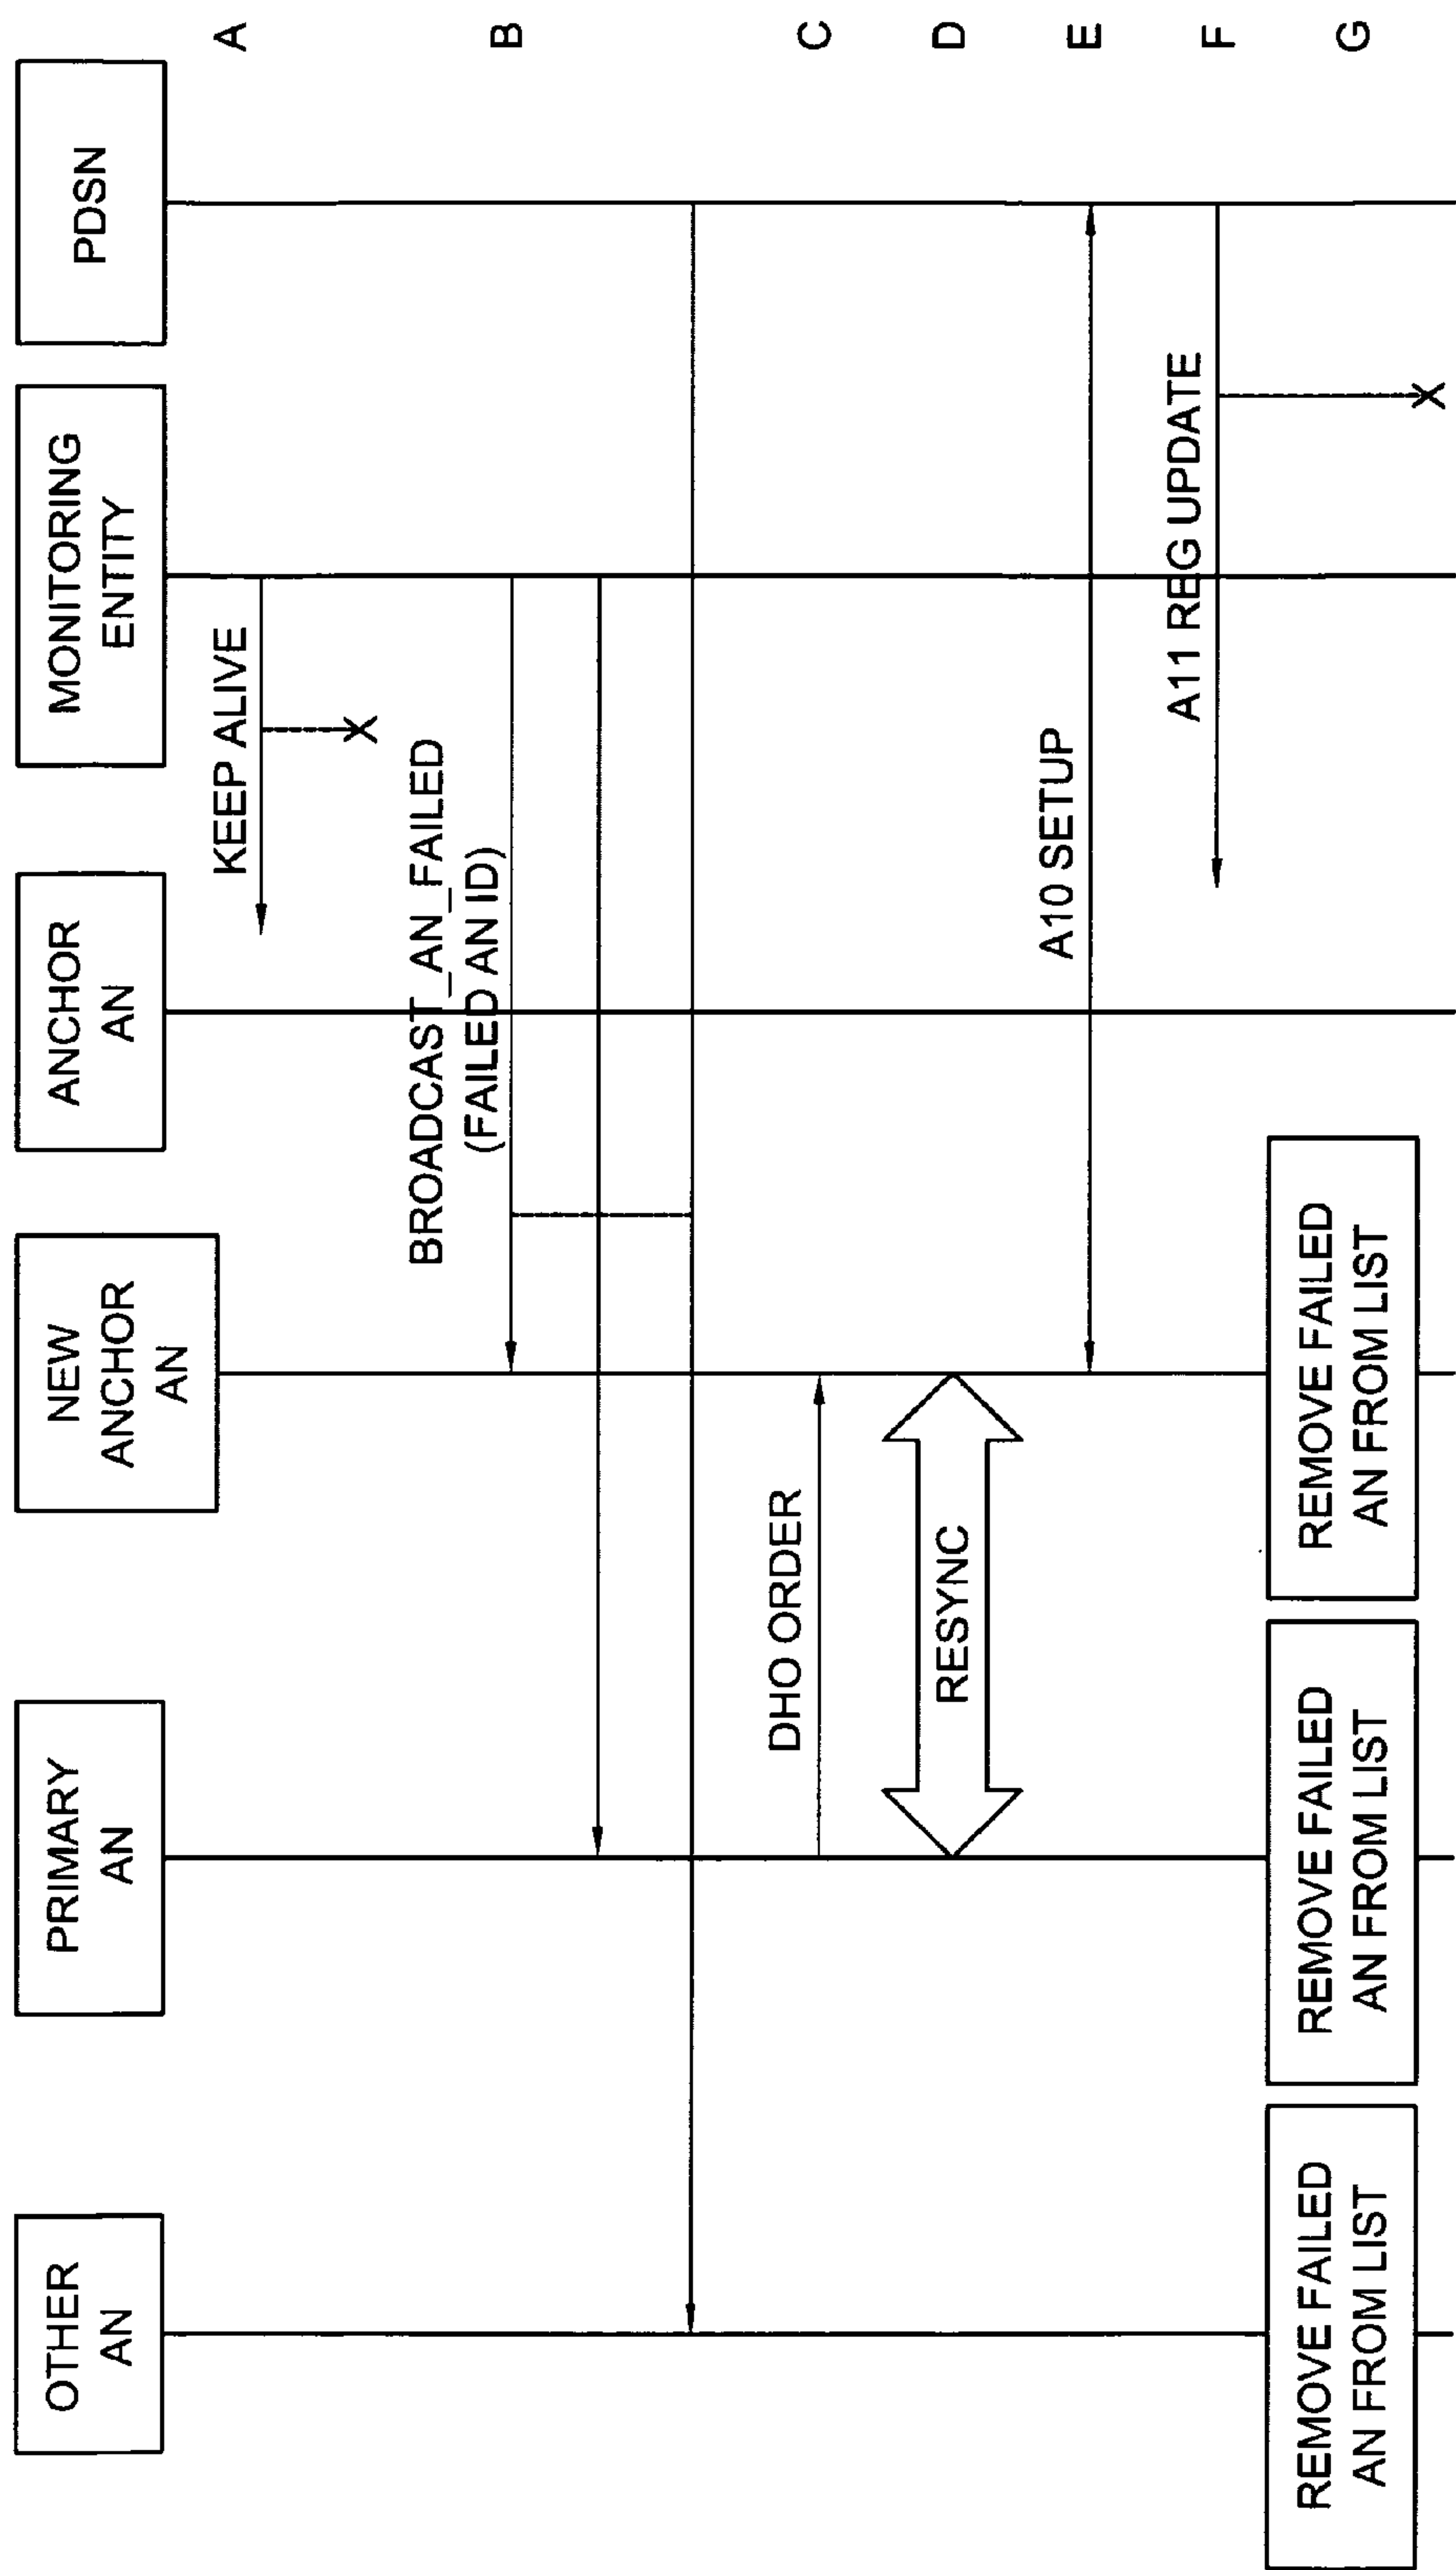 OTHER
AN
PRIMARY
AN
NEW
ANCHOR
AN
ANCHOR
AN
MONITORING
ENTITY
PDSN
KEEP ALIVE
X
A
BROADCAST_AN_FAILED
(FAILED AN ID)
B
DHO ORDER
C
RESYNC
D
A10 SETUP
E
A11 REG UPDATE
F
X
REMOVE FAILED
AN FROM LIST
REMOVE FAILED
AN FROM LIST
REMOVE FAILED
AN FROM LIST
G